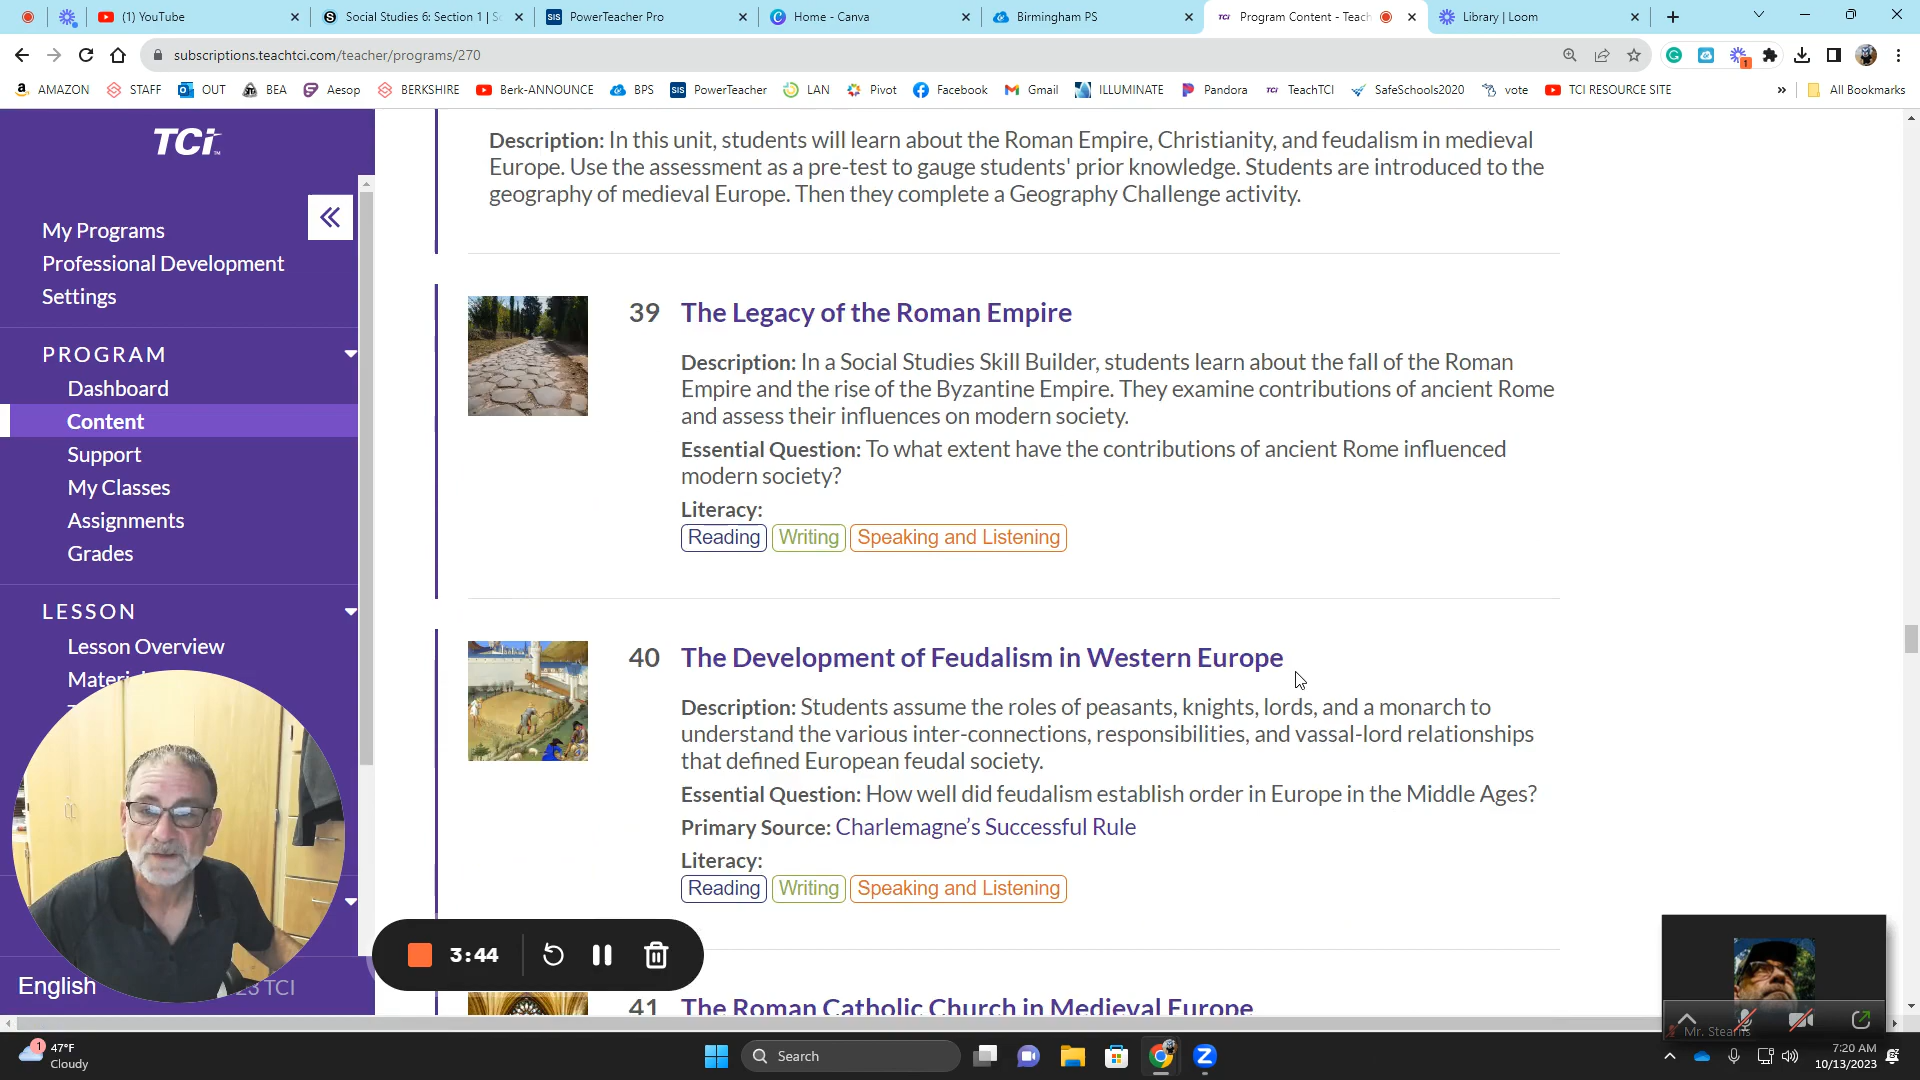 (1) YouTube
Social Studies 6: Section 1 | S
SIS PowerTeacher Pro
Home - Canva
Birmingham PS
TCi Program Content - Teach
Library | Loom
subscriptions.teachtci.com/teacher/programs/270
1
AMAZON STAFF OUT BEA Aesop BERKSHIRE Berk-ANNOUNCE BPS SIS PowerTeacher LAN Pivot Facebook Gmail ILLUMINATE Pandora TCi TeachTCI SafeSchools2020 vote TCI RESOURCE SITE » All Bookmarks
TCi
My Programs
Professional Development
Settings
PROGRAM
Dashboard
Content
Support
My Classes
Assignments
Grades
LESSON
Lesson Overview
Materi
English
23 TCI
Description: In this unit, students will learn about the Roman Empire, Christianity, and feudalism in medieval
Europe. Use the assessment as a pre-test to gauge students' prior knowledge. Students are introduced to the
geography of medieval Europe. Then they complete a Geography Challenge activity.
39 The Legacy of the Roman Empire
Description: In a Social Studies Skill Builder, students learn about the fall of the Roman
Empire and the rise of the Byzantine Empire. They examine contributions of ancient Rome
and assess their influences on modern society.
Essential Question: To what extent have the contributions of ancient Rome influenced
modern society?
Literacy:
Reading Writing Speaking and Listening
40 The Development of Feudalism in Western Europe
Description: Students assume the roles of peasants, knights, lords, and a monarch to
understand the various inter-connections, responsibilities, and vassal-lord relationships
that defined European feudal society.
Essential Question: How well did feudalism establish order in Europe in the Middle Ages?
Primary Source: Charlemagne’s Successful Rule
Literacy:
Reading Writing Speaking and Listening
41 The Roman Catholic Church in Medieval Europe
3:44
Mr. Stearns
1
47°F
Cloudy
Search
7:20 AM
10/13/2023